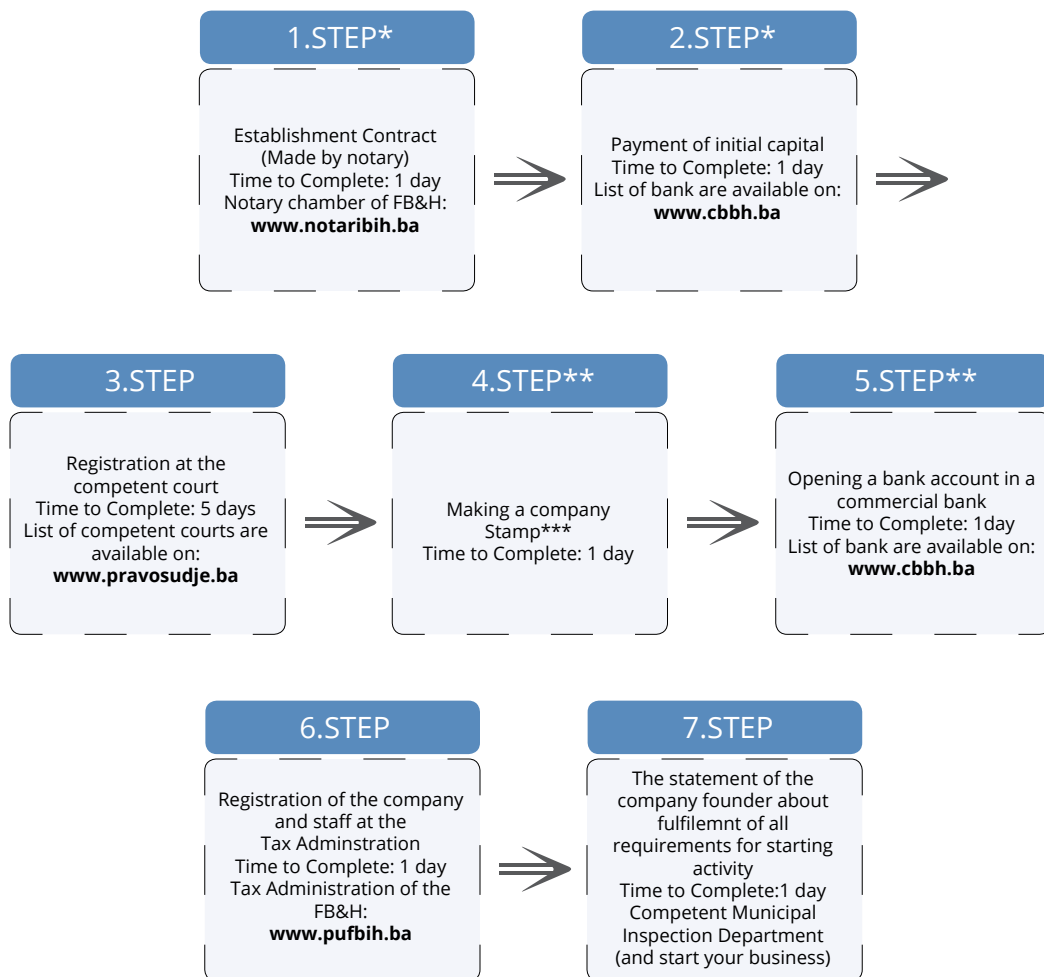 1.STEP*
Establishment Contract
(Made by notary)
Time to Complete: 1 day
Notary chamber of FB&H:
www.notaribih.ba
2.STEP*
Payment of initial capital
Time to Complete: 1 day
List of bank are available on:
www.cbbh.ba
3.STEP
Registration at the
competent court
Time to Complete: 5 days
List of competent courts are
available on:
www.pravosudje.ba
4.STEP**
Making a company
Stamp***
Time to Complete: 1 day
5.STEP**
Opening a bank account in a
commercial bank
Time to Complete: 1day
List of bank are available on:
www.cbbh.ba
6.STEP
Registration of the company
and staff at the
Tax Adminstration
Time to Complete: 1 day
Tax Administration of the
FB&H:
www.pufbih.ba
7.STEP
The statement of the
company founder about
fulfilemnt of all
requirements for starting
activity
Time to Complete:1 day
Competent Municipal
Inspection Department
(and start your business)